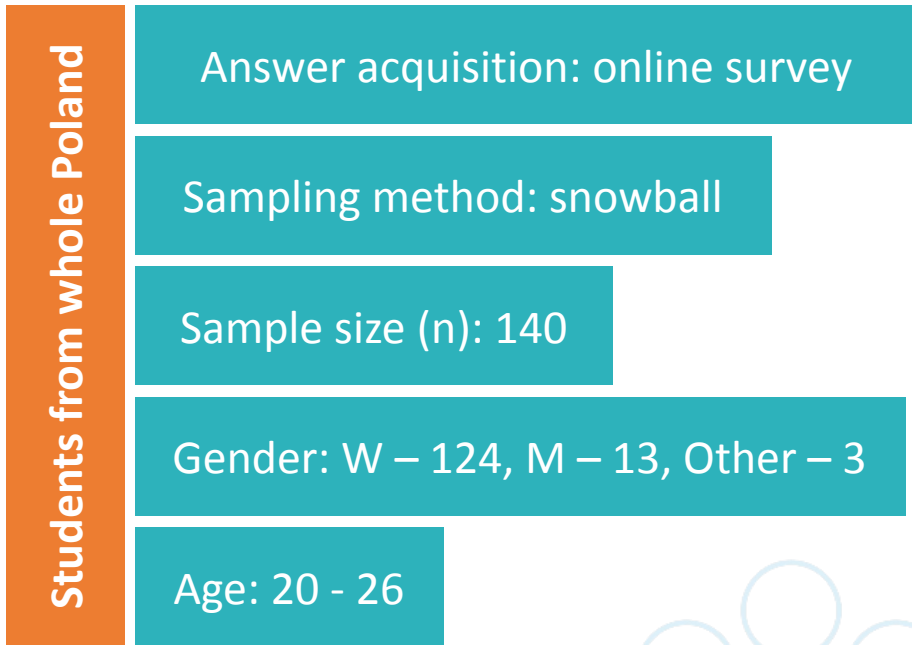 Students from whole Poland
Answer acquisition: online survey
Sampling method: snowball
Sample size (n): 140
Gender: W – 124, M – 13, Other – 3
Age: 20 - 26